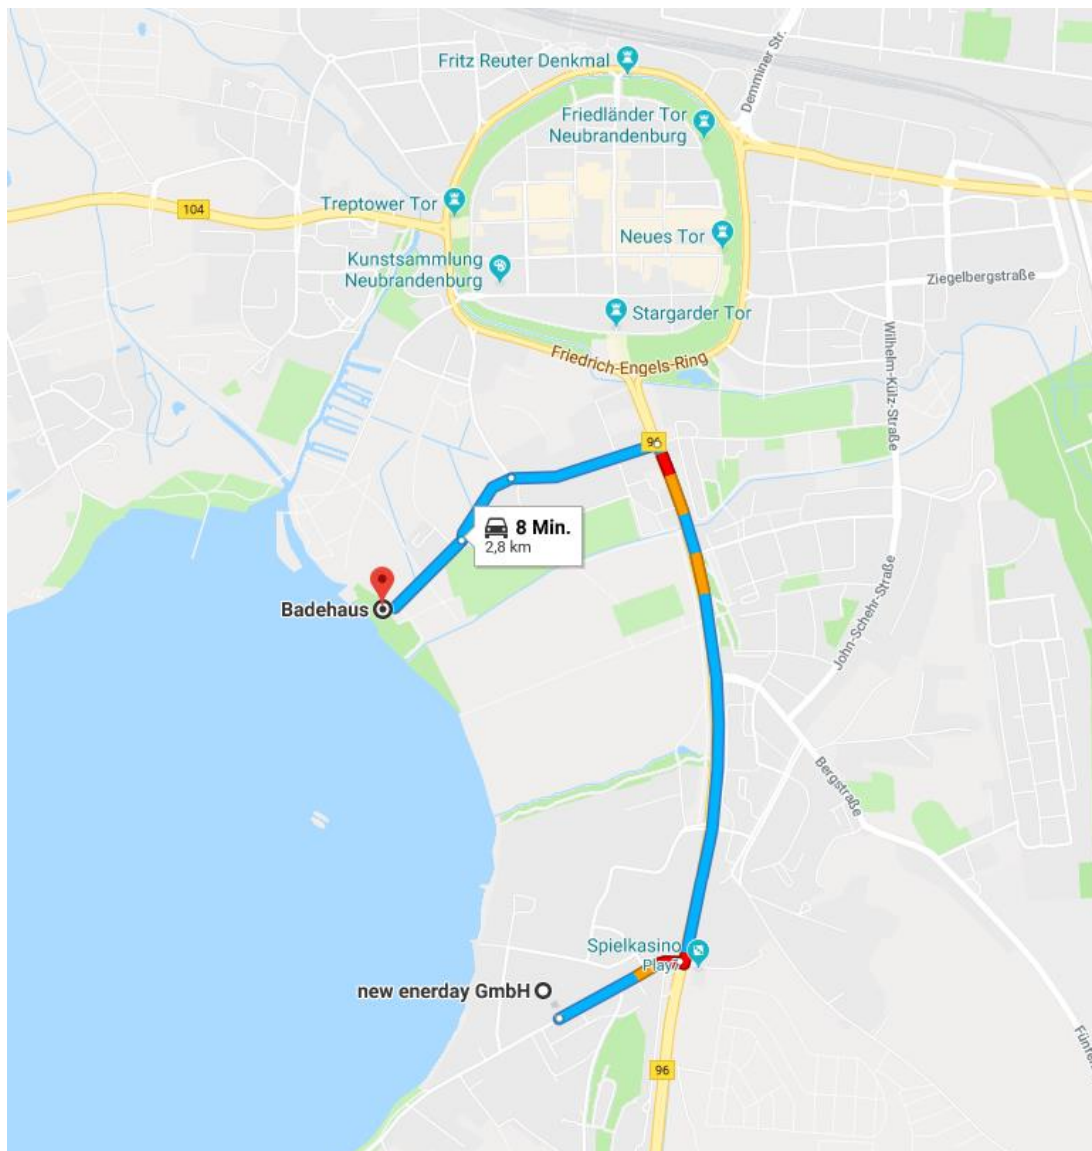 Fritz Reuter Denkmal
Demminer Str.
Friedländer Tor
Neubrandenburg
Treptower Tor
104
Neues Tor
Kunstsammlung
Neubrandenburg
Ziegelbergstraße
Stargarder Tor
Friedrich-Engels-Ring
Wilhelm-Külz-Straße
96
8 Min.
2,8 km
Badehaus
John-Schehr-Straße
Bergstraße
Spielkasino
new enerday GmbH
96